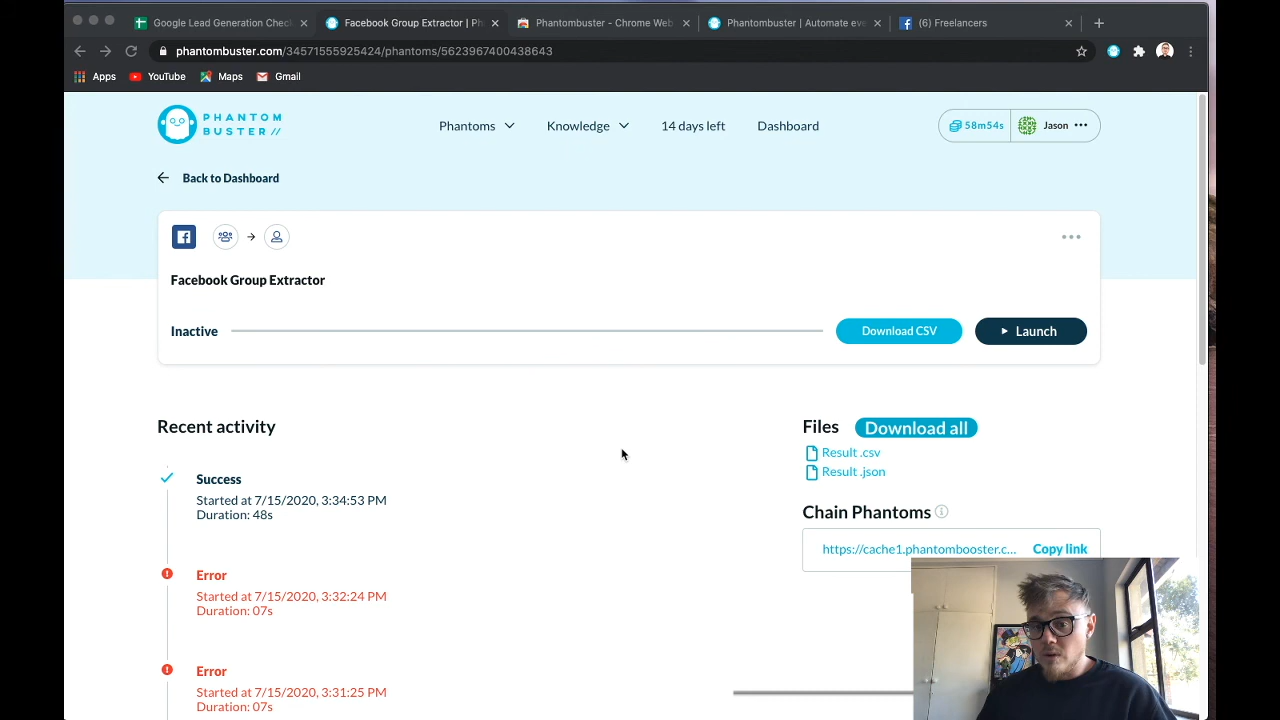 Google Lead Generation Chec
Facebook Group Extractor | Ph
Phantombuster - Chrome Web
Phantombuster | Automate eve
(6) Freelancers
phantombuster.com/34571555925424/phantoms/5623967400438643
Apps
YouTube
Maps
Gmail
PHANTOM
BUSTER //
Phantoms
Knowledge
14 days left
Dashboard
58m54s
Jason
Back to Dashboard
Facebook Group Extractor
Inactive
Download CSV
Launch
Recent activity
Files
Download all
Result .csv
Result .json
Success
Started at 7/15/2020, 3:34:53 PM
Duration: 48s
Chain Phantoms
https://cache1.phantombooster.c...
Copy link
Error
Started at 7/15/2020, 3:32:24 PM
Duration: 07s
Error
Started at 7/15/2020, 3:31:25 PM
Duration: 07s